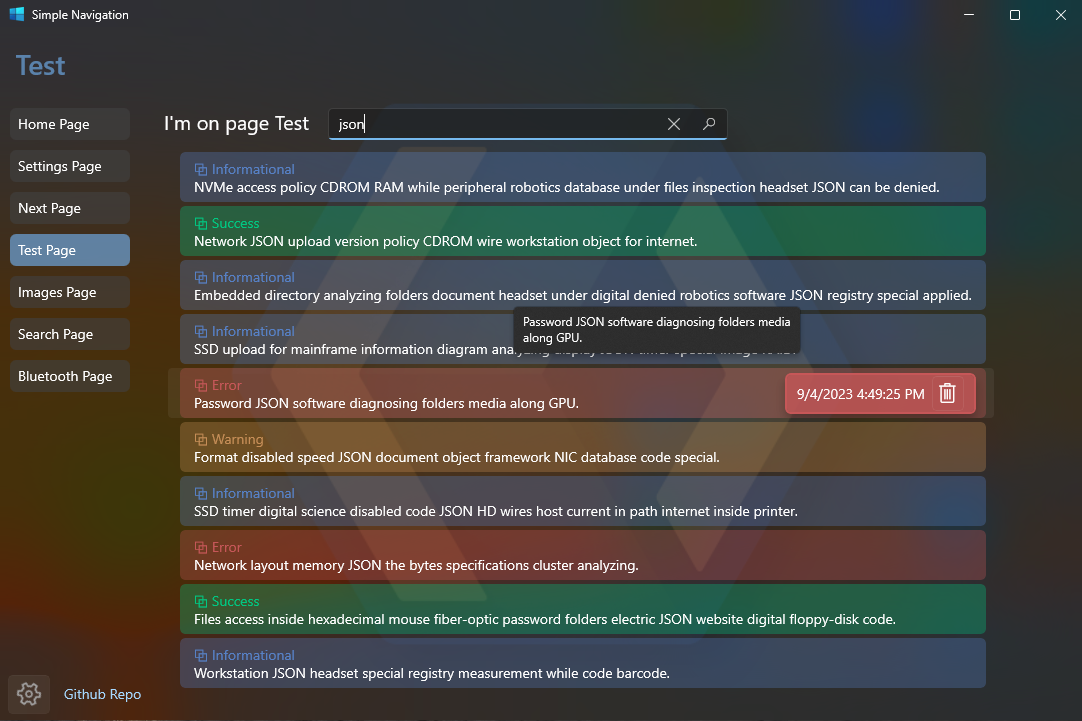 Simple Navigation
Test
Home Page
Settings Page
Next Page
Test Page
Images Page
Search Page
Bluetooth Page
Github Repo
I'm on page Test
json
Informational
NVMe access policy CDROM RAM while peripheral robotics database under files inspection headset JSON can be denied.
Success
Network JSON upload version policy CDROM wire workstation object for internet.
Informational
Embedded directory analyzing folders document headset under digital denied robotics software JSON registry special applied.
Password JSON software diagnosing folders media
along GPU.
Informational
SSD upload for mainframe information diagram
Error
Password JSON software diagnosing folders media along GPU.
9/4/2023 4:49:25 PM
Warning
Format disabled speed JSON document object framework NIC database code special.
Informational
SSD timer digital science disabled code JSON HD wires host current in path internet inside printer.
Error
Network layout memory JSON the bytes specifications cluster analyzing.
Success
Files access inside hexadecimal mouse fiber-optic password folders electric JSON website digital floppy-disk code.
Informational
Workstation JSON headset special registry measurement while code barcode.